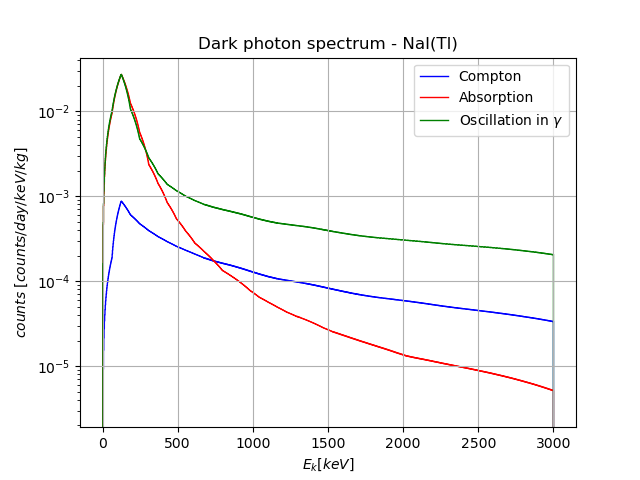 Dark photon spectrum - NaI(Tl)
Compton
Absorption
Oscillation in γ
counts [counts/day/keV/kg]
10⁻²
10⁻³
10⁻⁴
10⁻⁵
0 500 1000 1500 2000 2500 3000
Eₖ[keV]